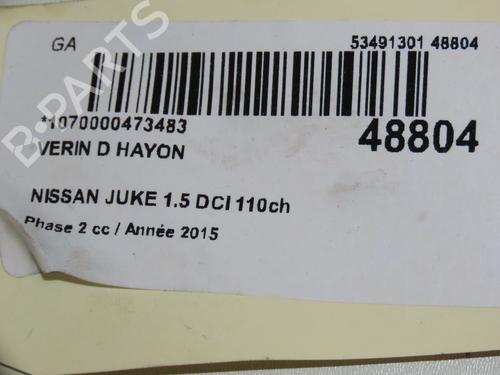 GA 53491301 48804
*1070000473483 48804
VERIN D HAYON
NISSAN JUKE 1.5 DCI 110ch
Phase 2 cc / Année 2015
B-PARTS